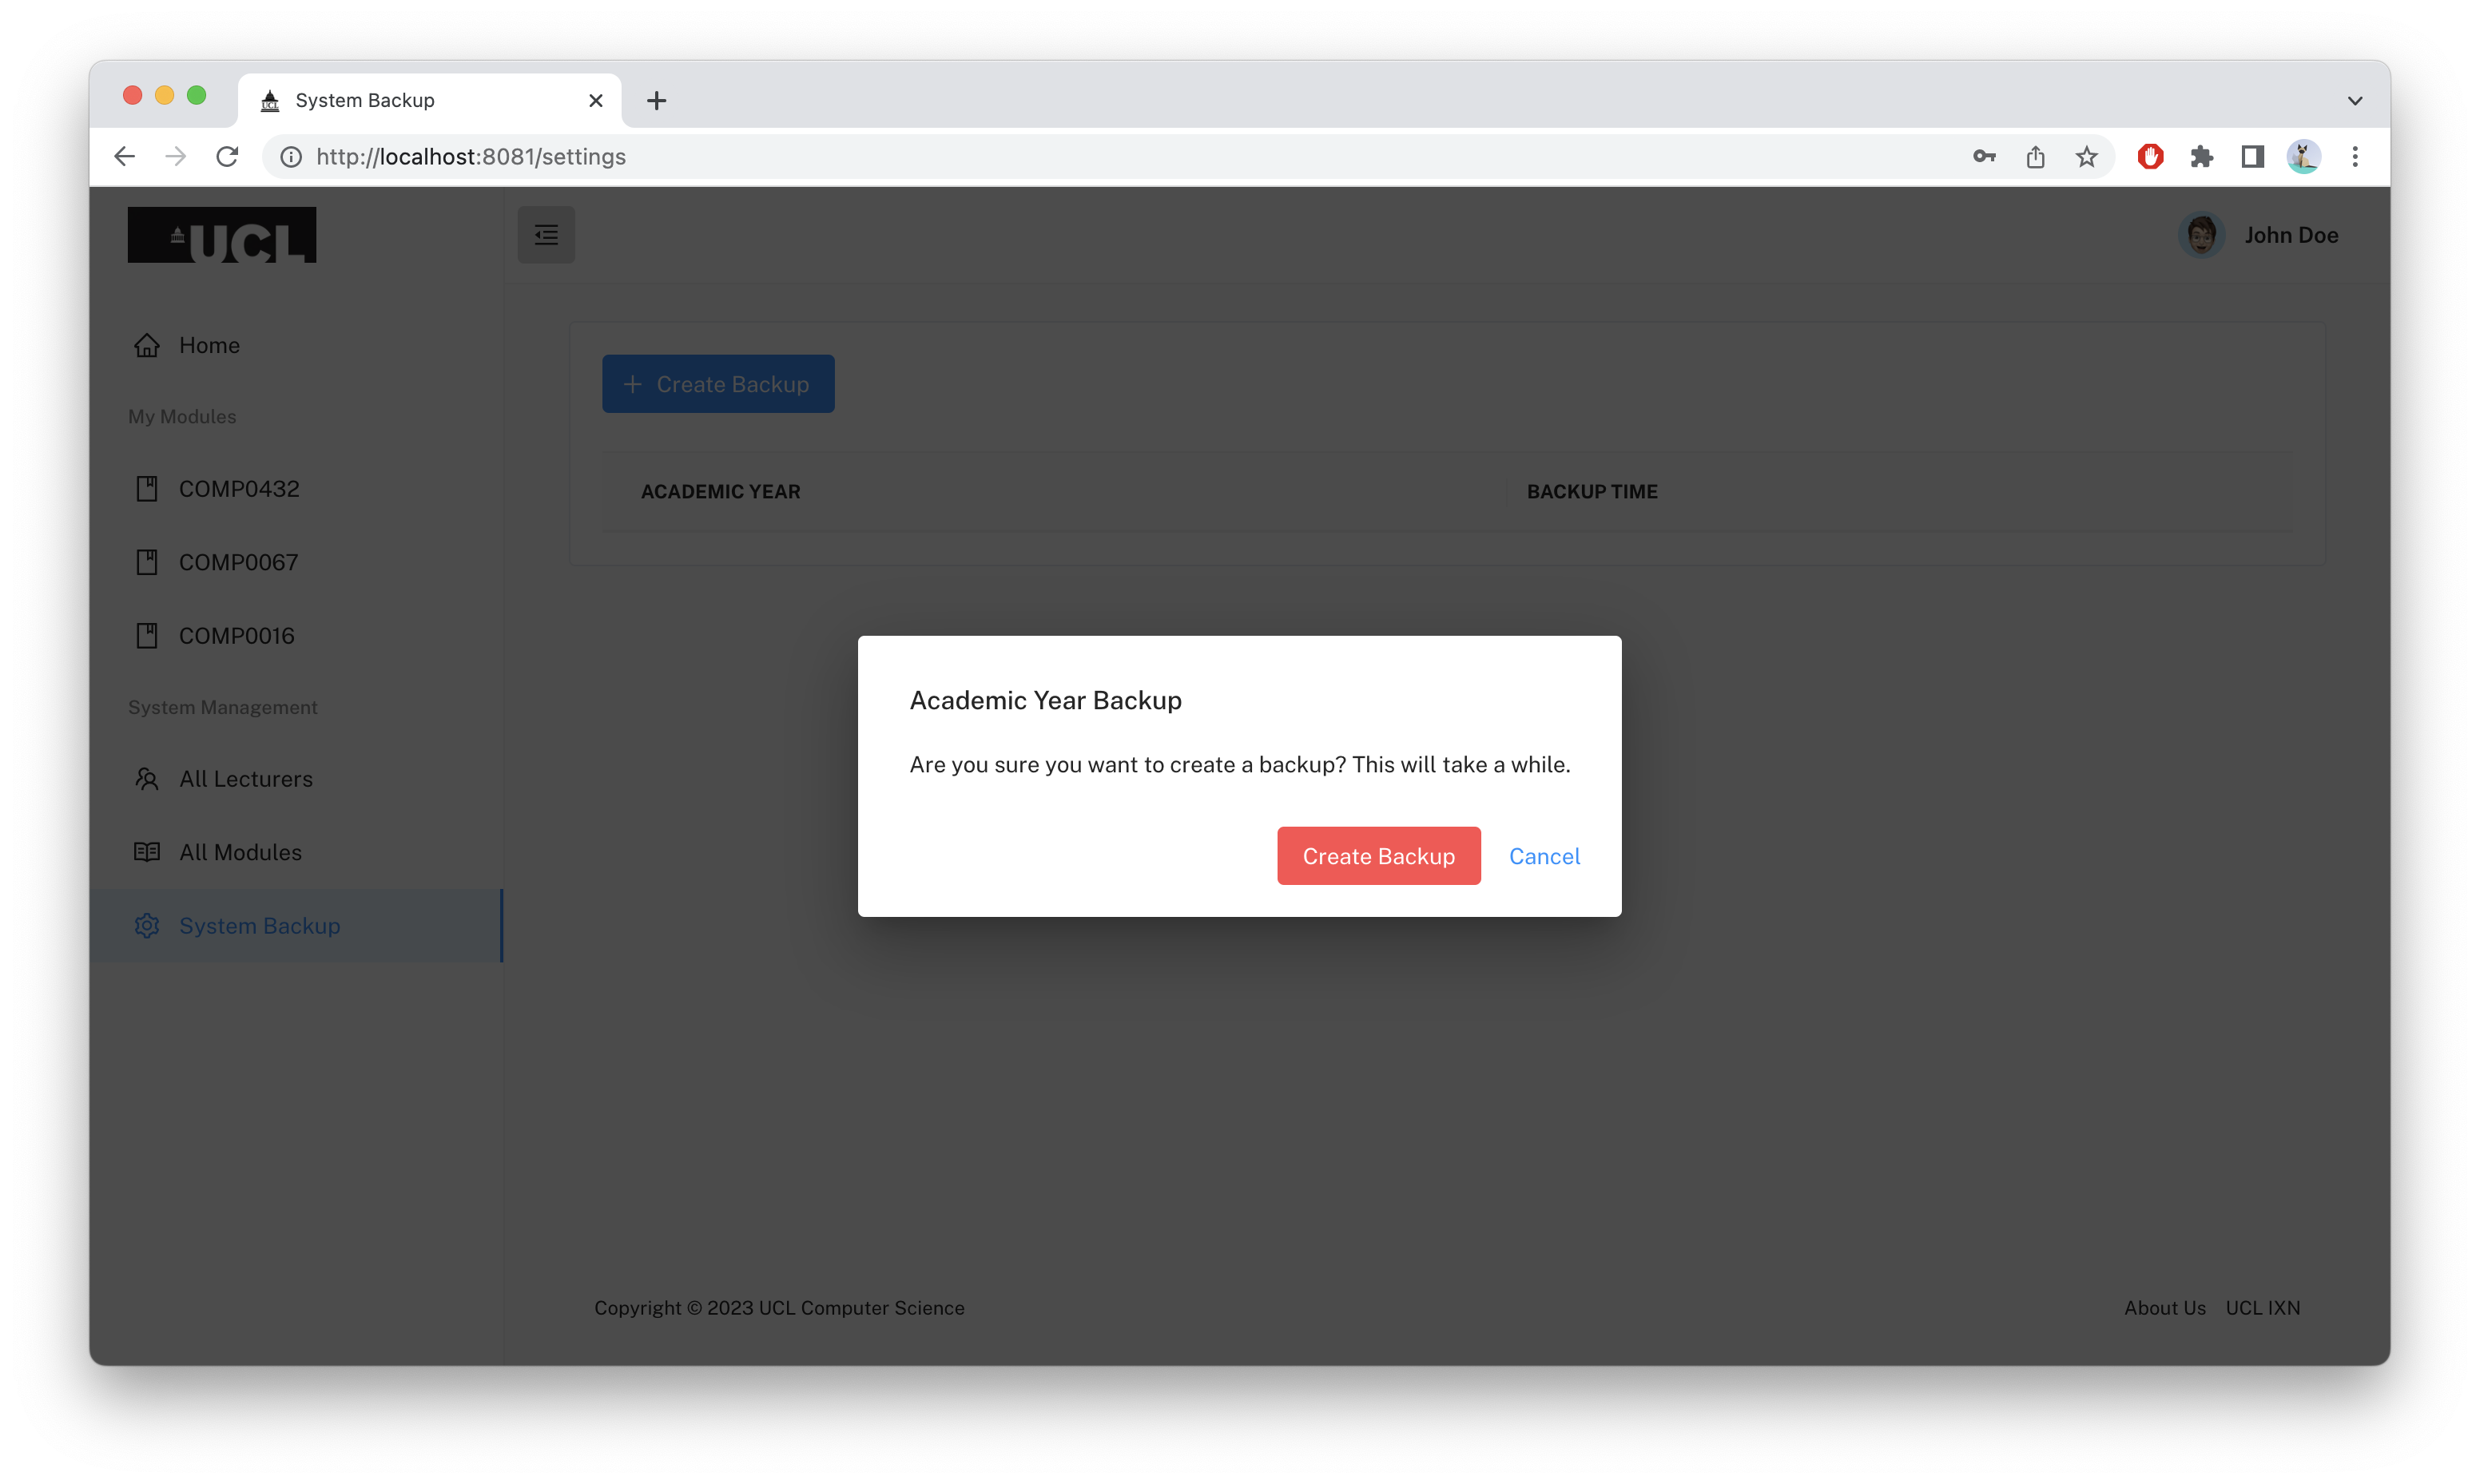 System Backup
http://localhost:8081/settings
UCL
John Doe
Home
My Modules
COMP0432
COMP0067
COMP0016
System Management
All Lecturers
All Modules
System Backup
Create Backup
ACADEMIC YEAR
BACKUP TIME
Academic Year Backup
Are you sure you want to create a backup? This will take a while.
Create Backup
Cancel
Copyright © 2023 UCL Computer Science
About Us
UCL IXN